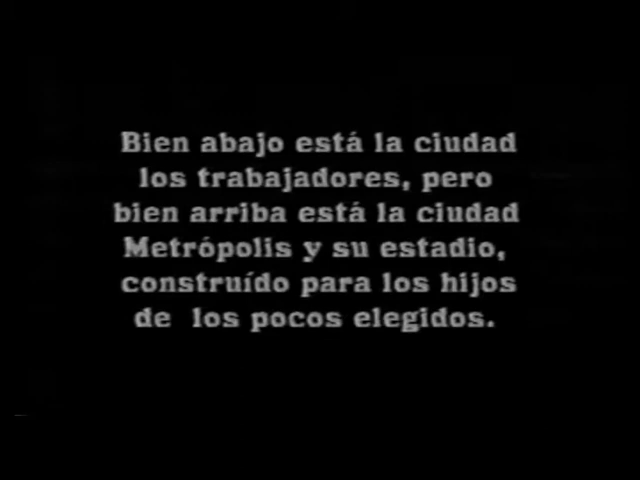 Bien abajo está la ciudad
los trabajadores, pero
bien arriba está la ciudad
Metrópolis y su estadio,
construído para los hijos
de los pocos elegidos.